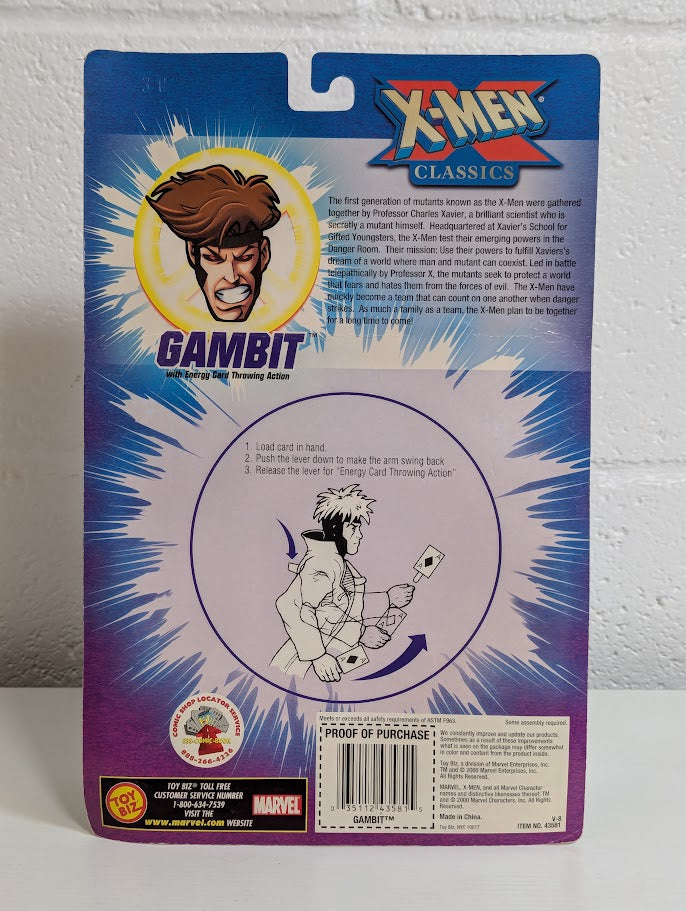 X-MEN®
CLASSICS
The first generation of mutants known as the X-Men were gathered
together by Professor Charles Xavier, a brilliant scientist who is
secretly a mutant himself. Headquartered at Xavier's School for
Gifted Youngsters, the X-Men test their emerging powers in the
Danger Room. Their mission: Use their powers to fulfill Xaviers's
dream of a world where man and mutant can coexist. Led in battle
telepathically by Professor X, the mutants seek to protect a world
that fears and hates them from the forces of evil. The X-Men have
quickly become a team that can count on one another when danger
strikes. As much a family as a team, the X-Men plan to be together
for a long time to come!
GAMBIT™
with Energy Card Throwing Action
1. Load card in hand.
2. Push the lever down to make the arm swing back
3. Release the lever for "Energy Card Throwing Action"
A
A
A
COMIC SHOP LOCATOR SERVICE
888-COMIC-BOOK
888-266-4226
TOY BIZ
TOY BIZ® TOLL FREE
CUSTOMER SERVICE NUMBER
1-800-634-7539
VISIT THE
www.marvel.com WEBSITE
MARVEL
Meets or exceeds all safety requirements of ASTM F963.
Some assembly required.
PROOF OF PURCHASE
0 35112 43581 5
GAMBIT™
We constantly improve and update our products.
Sometimes as a result of these improvements
what is seen on the package may differ somewhat
in color and content from the product inside.
Toy Biz, a division of Marvel Enterprises, Inc.
TM and © 2000 Marvel Enterprises, Inc.
All Rights Reserved.
MARVEL, X-MEN, and all Marvel Character
names and distinctive likenesses thereof: TM
and © 2000 Marvel Characters, Inc. All Rights
Reserved.
Made in China.
Toy Biz, NYC 10017
V-8
ITEM NO. 43581